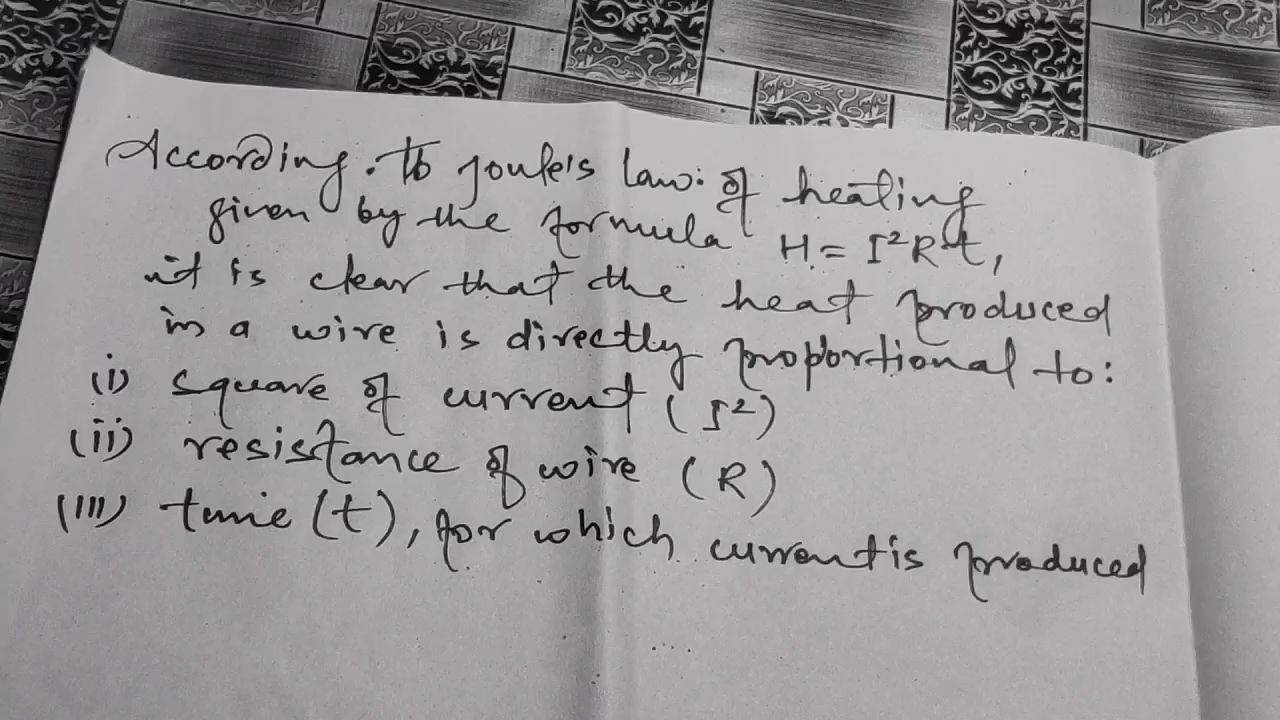 According to Joule's law of heating
given by the formula H = I²Rt,
it is clear that the heat produced
in a wire is directly proportional to:
(i) square of current (I²)
(ii) resistance of wire (R)
(III) time (t), for which current is produced